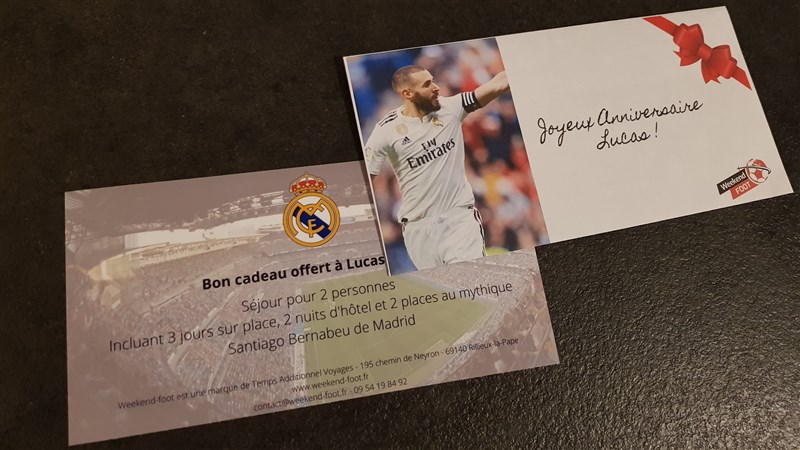 Joyeux Anniversaire
Lucas !
Weekend
FOOT
Fly
Emirates
Bon cadeau offert à Lucas
Séjour pour 2 personnes
Incluant 3 jours sur place, 2 nuits d'hôtel et 2 places au mythique
Santiago Bernabeu de Madrid
Weekend-foot est une marque de Temps Additionnel Voyages - 195 chemin de Neyron - 69140 Rillieux-la-Pape
www.weekend-foot.fr
contact@weekend-foot.fr - 09 54 19 84 92